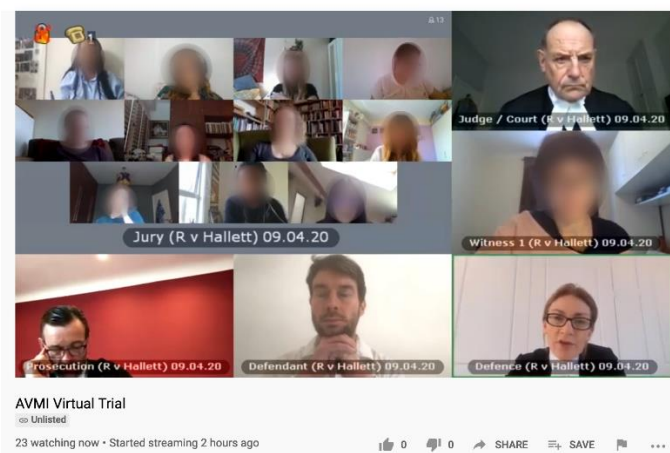 13
Judge / Court (R v Hallett) 09.04.20
Jury (R v Hallett) 09.04.20
Witness 1 (R v Hallett) 09.04.20
Prosecution (R v Hallett) 09.04.20
Defendant (R v Hallett) 09.04.20
Defence (R v Hallett) 09.04.20
AVMI Virtual Trial
Unlisted
23 watching now • Started streaming 2 hours ago
0
0
SHARE
SAVE